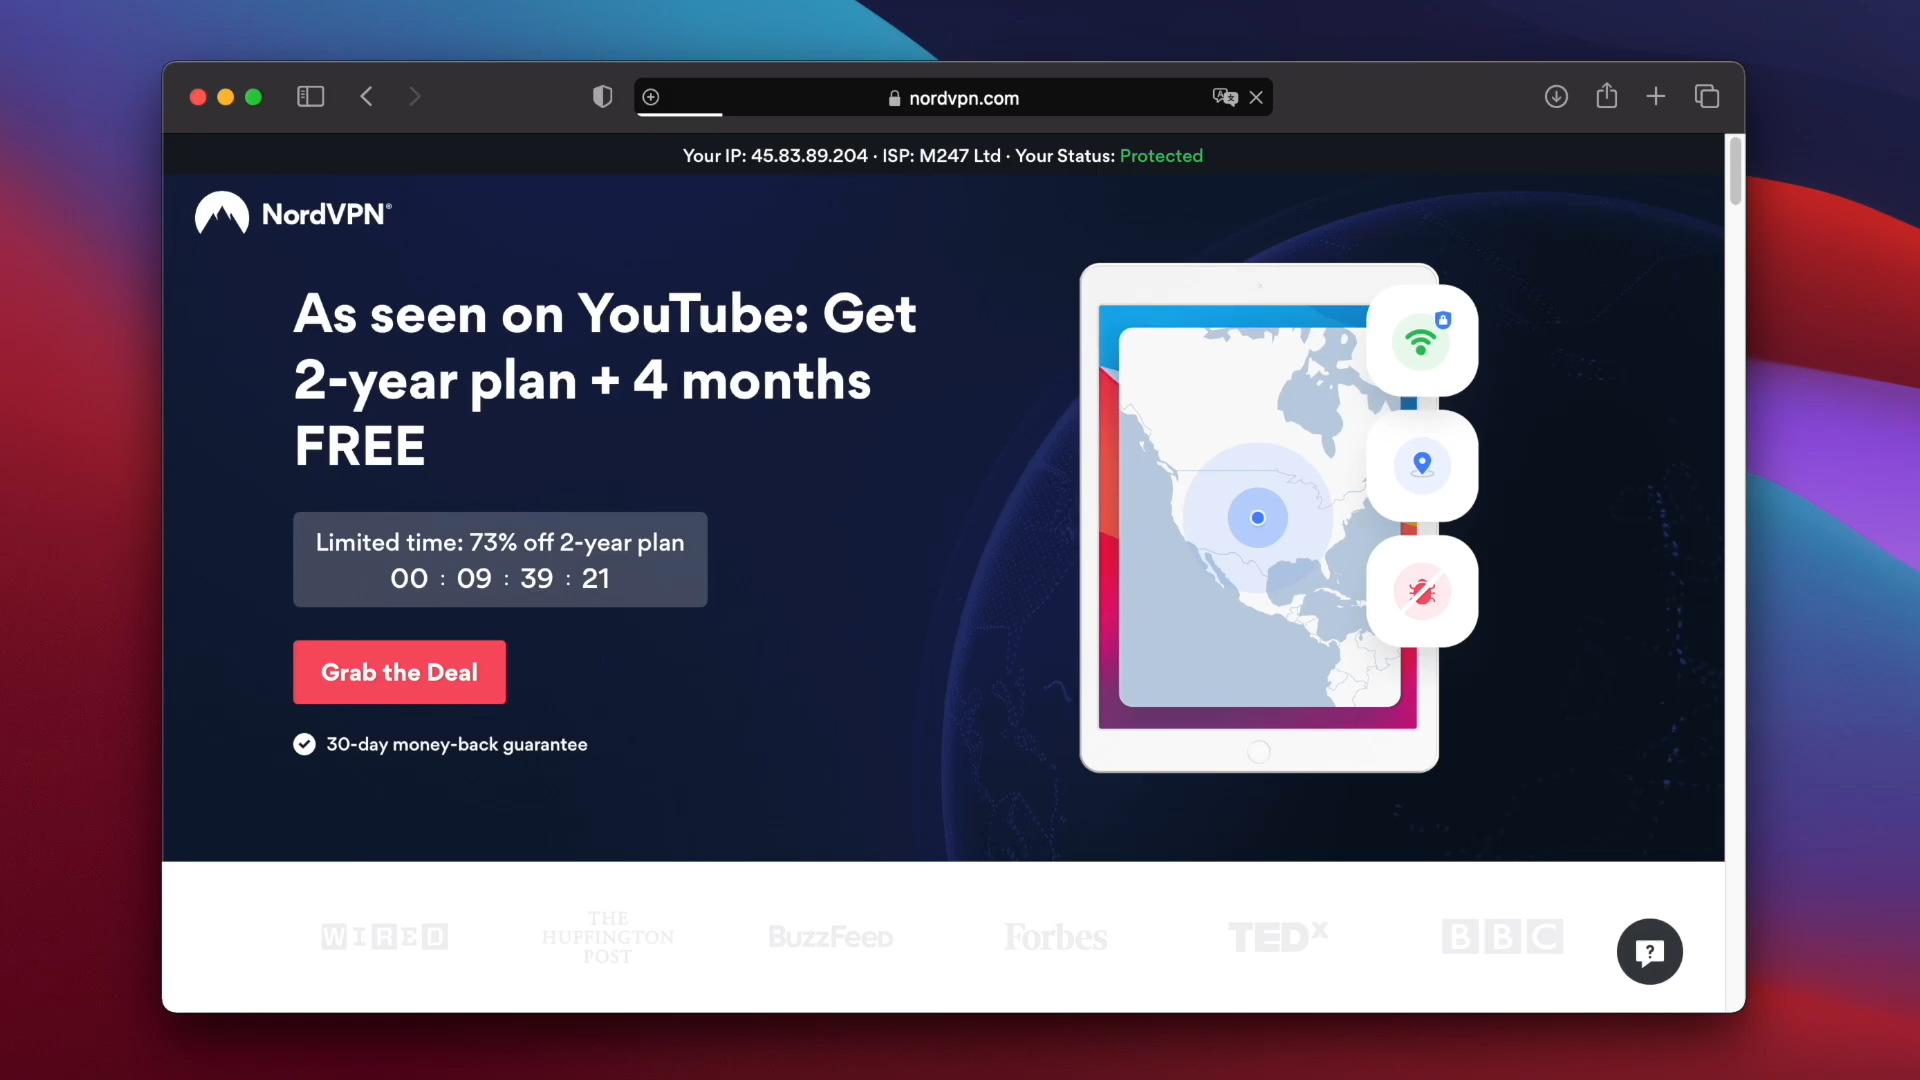 nordvpn.com
Your IP: 45.83.89.204 · ISP: M247 Ltd · Your Status: Protected
NordVPN®
As seen on YouTube: Get
2-year plan + 4 months
FREE
Limited time: 73% off 2-year plan
00 : 09 : 39 : 21
Grab the Deal
30-day money-back guarantee
WIRED
THE
HUFFINGTON
POST
BuzzFeed
Forbes
TEDx
BBC
?